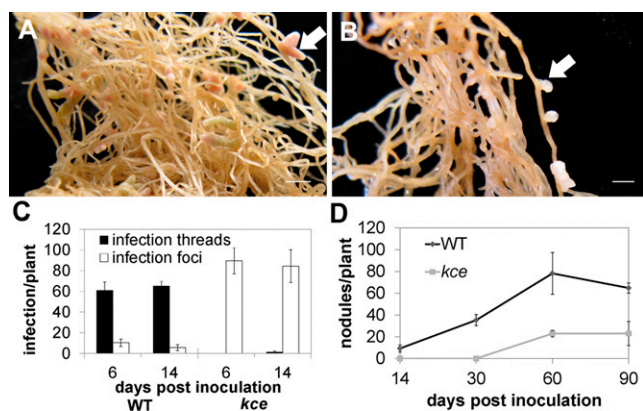 A
B
C
infection/plant
120
100
80
60
40
20
0
infection threads
infection foci
6 14 6 14
days post inoculation
WT kce
D
nodules/plant
120
100
80
60
40
20
0
WT
kce
14 30 60 90
days post inoculation